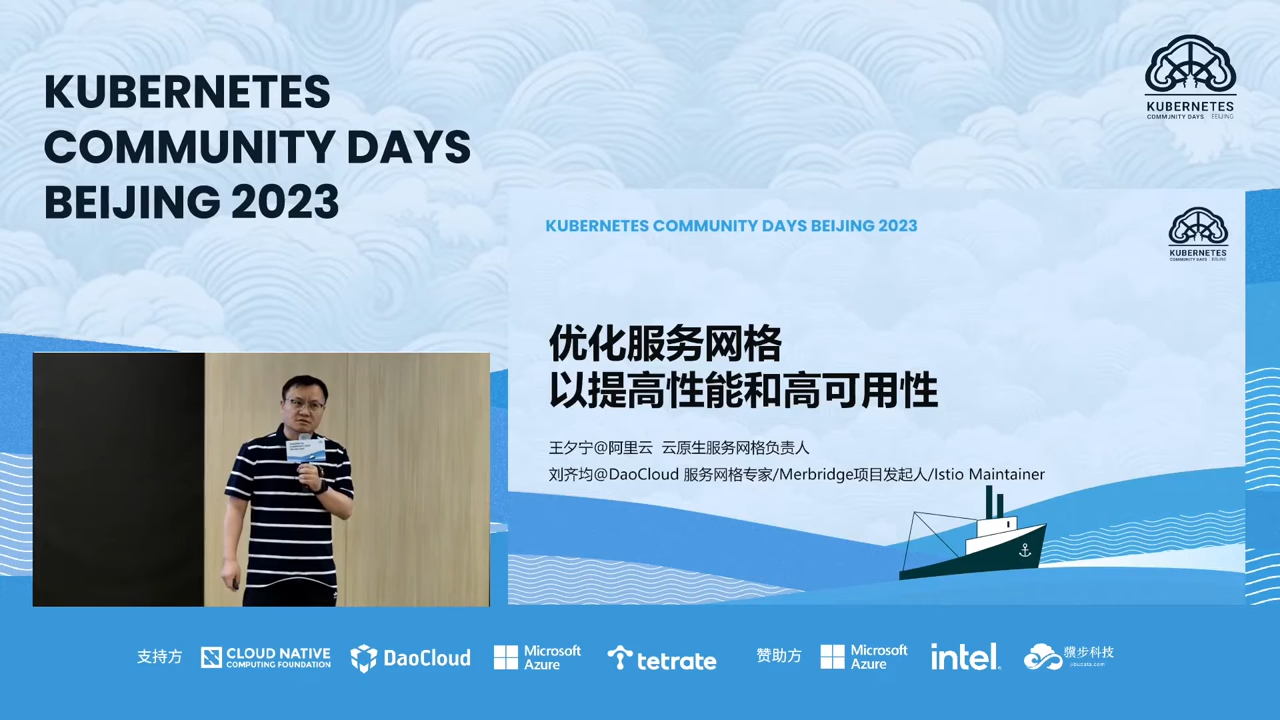 KUBERNETES
COMMUNITY DAYS
BEIJING 2023
KUBERNETES
COMMUNITY DAYS BEIJING
KUBERNETES COMMUNITY DAYS BEIJING 2023
KUBERNETES
COMMUNITY DAYS BEIJING
优化服务网格
以提高性能和高可用性
王夕宁@阿里云 云原生服务网格负责人
刘齐均@DaoCloud 服务网格专家/Merbridge项目发起人/Istio Maintainer
支持方
CLOUD NATIVE
COMPUTING FOUNDATION
DaoCloud
Microsoft
Azure
tetrate
赞助方
Microsoft
Azure
intel.
骥步科技
jibudata.com